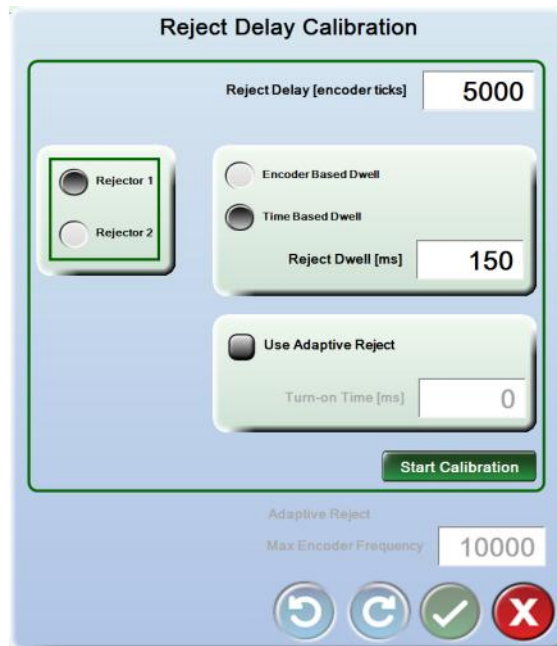 Reject Delay Calibration
Reject Delay [encoder ticks] 5000
Rejector 1
Rejector 2
Encoder Based Dwell
Time Based Dwell
Reject Dwell [ms] 150
Use Adaptive Reject
Turn-on Time [ms] 0
Start Calibration
Adaptive Reject
Max Encoder Frequency 10000